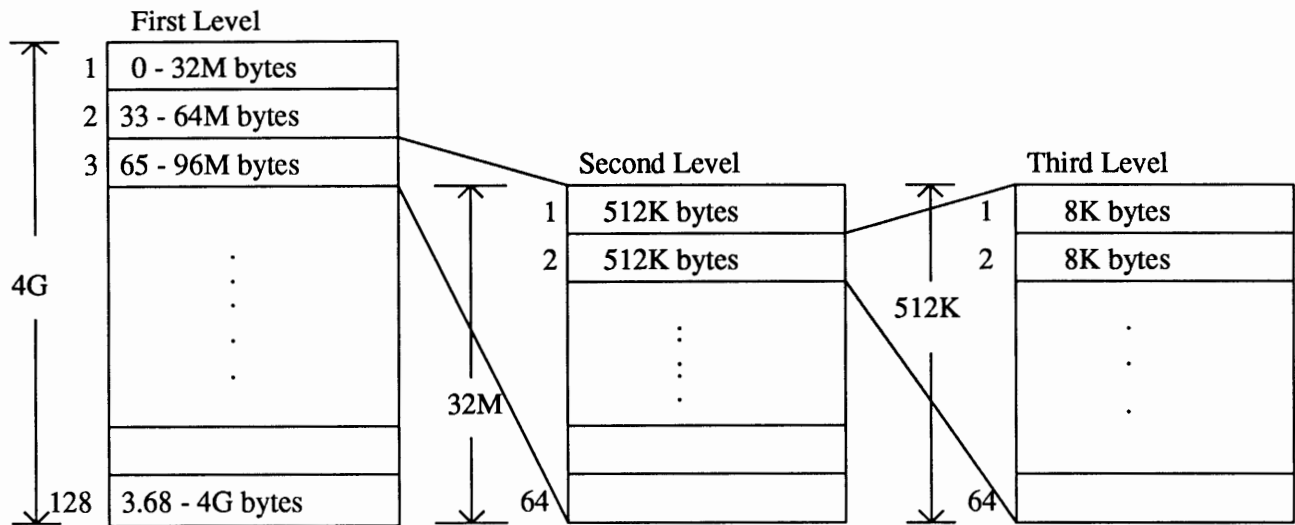 First Level
1 0 - 32M bytes
2 33 - 64M bytes
3 65 - 96M bytes
4G
128 3.68 - 4G bytes
32M
Second Level
1 512K bytes
2 512K bytes
64
512K
Third Level
1 8K bytes
2 8K bytes
64